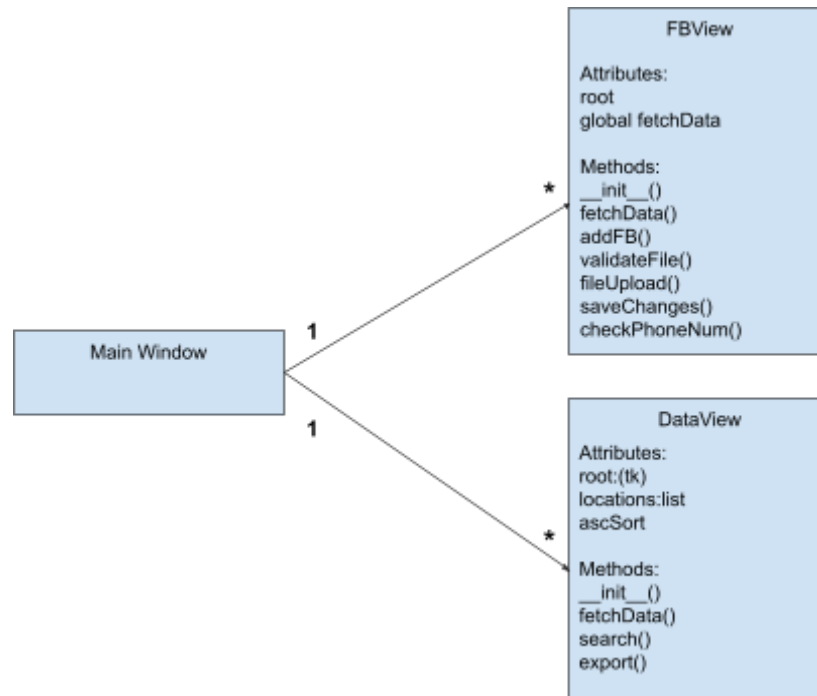 FBView
Attributes:
root
global fetchData
Methods:
__init__()
fetchData()
addFB()
validateFile()
fileUpload()
saveChanges()
checkPhoneNum()
*
1
Main Window
1
*
DataView
Attributes:
root:(tk)
locations:list
ascSort
Methods:
__init__()
fetchData()
search()
export()